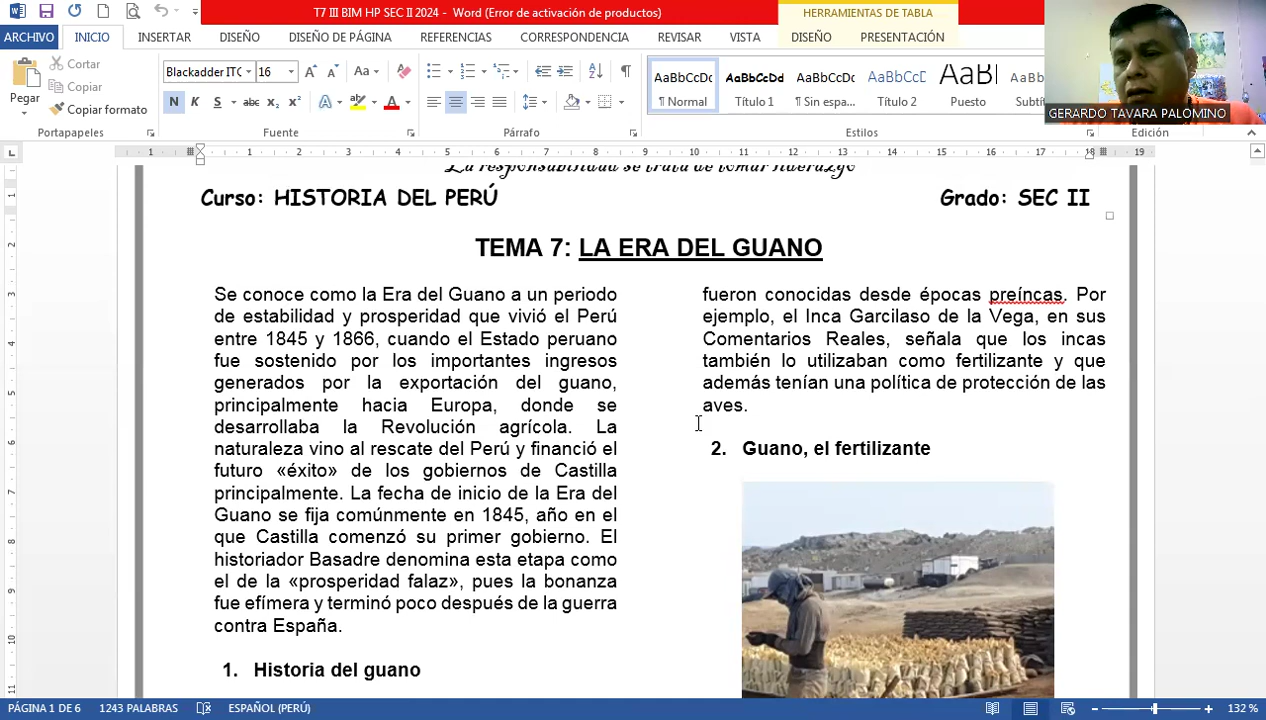 T7 III BIM HP SEC II 2024 - Word (Error de activación de productos)
HERRAMIENTAS DE TABLA
ARCHIVO INICIO INSERTAR DISEÑO DISEÑO DE PÁGINA REFERENCIAS CORRESPONDENCIA REVISAR VISTA DISEÑO PRESENTACIÓN
Pegar
Cortar
Copiar
Copiar formato
Portapapeles
Blackadder ITC 16
Fuente
Párrafo
AaBbCcDc AaBbCcDd AaBbCcDc AaBbCcD AaBbC AaBbCcD
¶ Normal Título 1 ¶ Sin espa... Título 2 Puesto Subtít
Estilos
Edición
GERARDO TAVARA PALOMINO
La responsabilidad se trata de tomar liderazgo
Curso: HISTORIA DEL PERÚ Grado: SEC II
TEMA 7: LA ERA DEL GUANO
Se conoce como la Era del Guano a un periodo
de estabilidad y prosperidad que vivió el Perú
entre 1845 y 1866, cuando el Estado peruano
fue sostenido por los importantes ingresos
generados por la exportación del guano,
principalmente hacia Europa, donde se
desarrollaba la Revolución agrícola. La
naturaleza vino al rescate del Perú y financió el
futuro «éxito» de los gobiernos de Castilla
principalmente. La fecha de inicio de la Era del
Guano se fija comúnmente en 1845, año en el
que Castilla comenzó su primer gobierno. El
historiador Basadre denomina esta etapa como
el de la «prosperidad falaz», pues la bonanza
fue efímera y terminó poco después de la guerra
contra España.
1. Historia del guano
fueron conocidas desde épocas preíncas. Por
ejemplo, el Inca Garcilaso de la Vega, en sus
Comentarios Reales, señala que los incas
también lo utilizaban como fertilizante y que
además tenían una política de protección de las
aves.
2. Guano, el fertilizante
PÁGINA 1 DE 6 1243 PALABRAS ESPAÑOL (PERÚ) 132 %